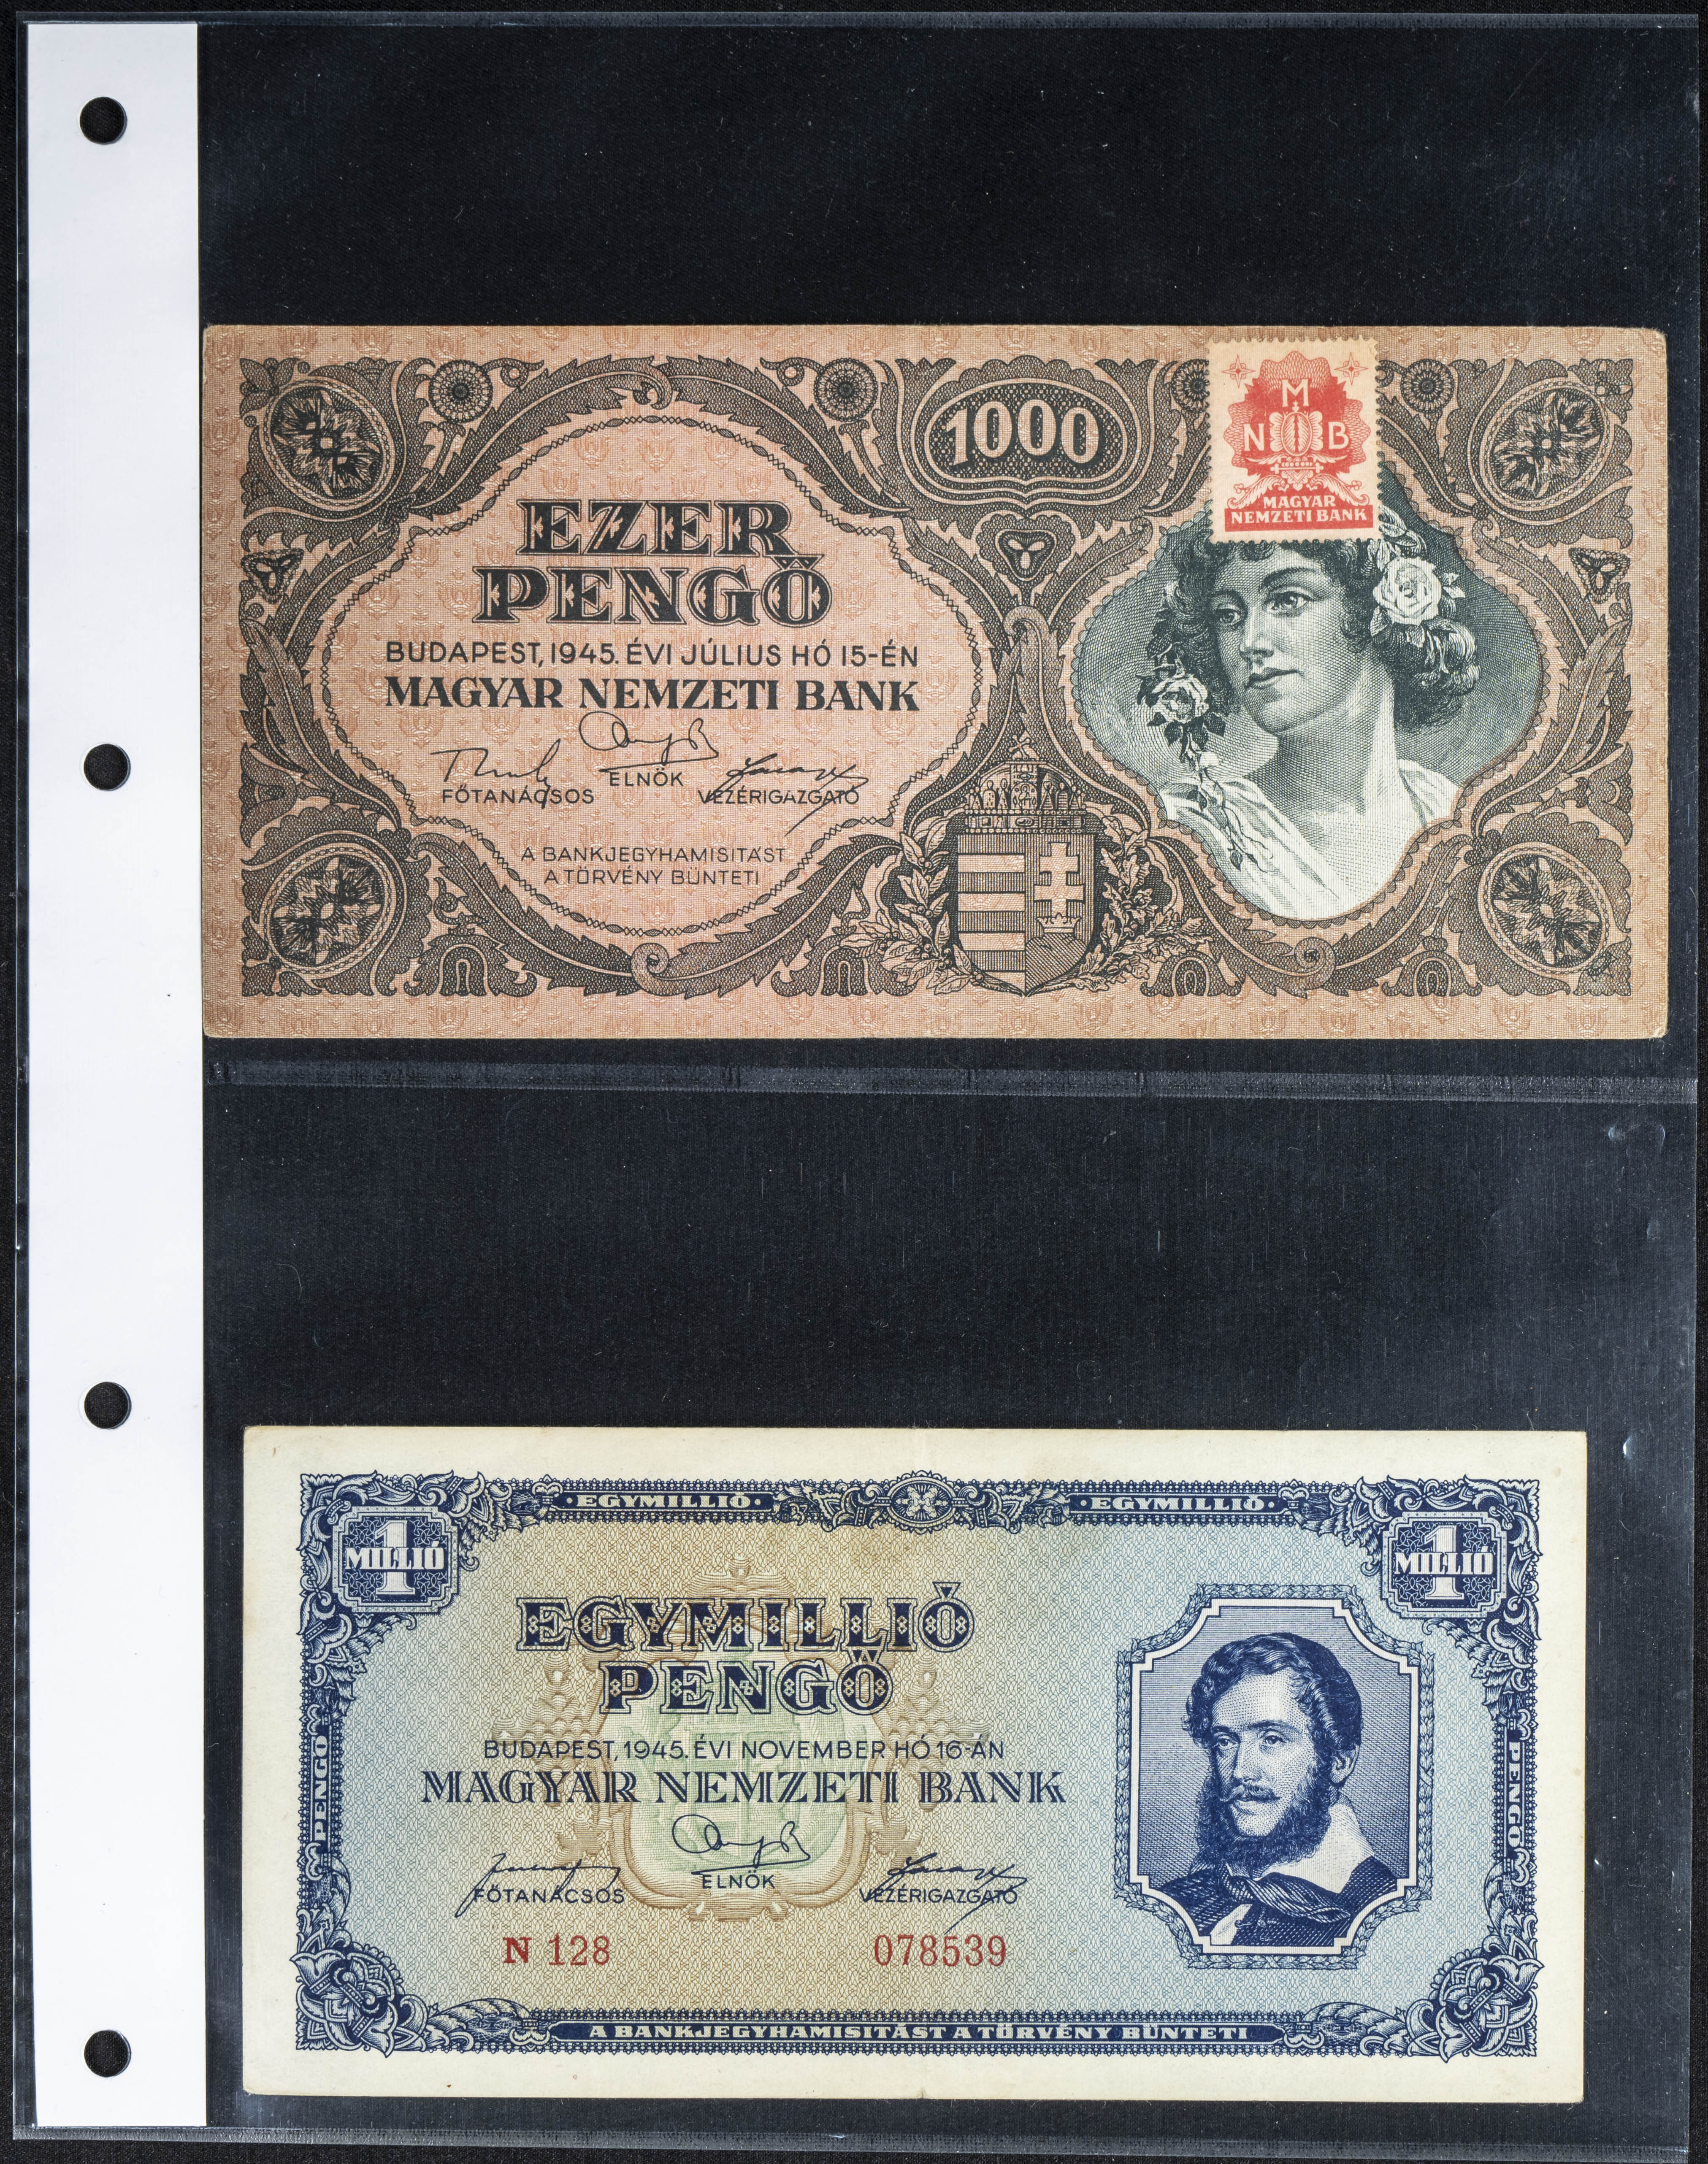 1000
M
N B
MAGYAR
NEMZETI BANK
EZER
PENGŐ
BUDAPEST, 1945. ÉVI JÚLIUS HÓ 15-ÉN
MAGYAR NEMZETI BANK
FŐTANÁCSOS
ELNÖK
VEZÉRIGAZGATÓ
A BANKJEGYHAMISITÁST
A TÖRVÉNY BÜNTETI
·EGYMILLIÓ·
·EGYMILLIÓ·
1
MILLIÓ
1
MILLIÓ
EGYMILLIÓ
PENGŐ
BUDAPEST, 1945. ÉVI NOVEMBER HÓ 16-ÁN
MAGYAR NEMZETI BANK
FŐTANÁCSOS
ELNÖK
VEZÉRIGAZGATÓ
N 128
078539
PENGŐ
PENGŐ
A BANKJEGYHAMISITÁST A TÖRVÉNY BÜNTETI